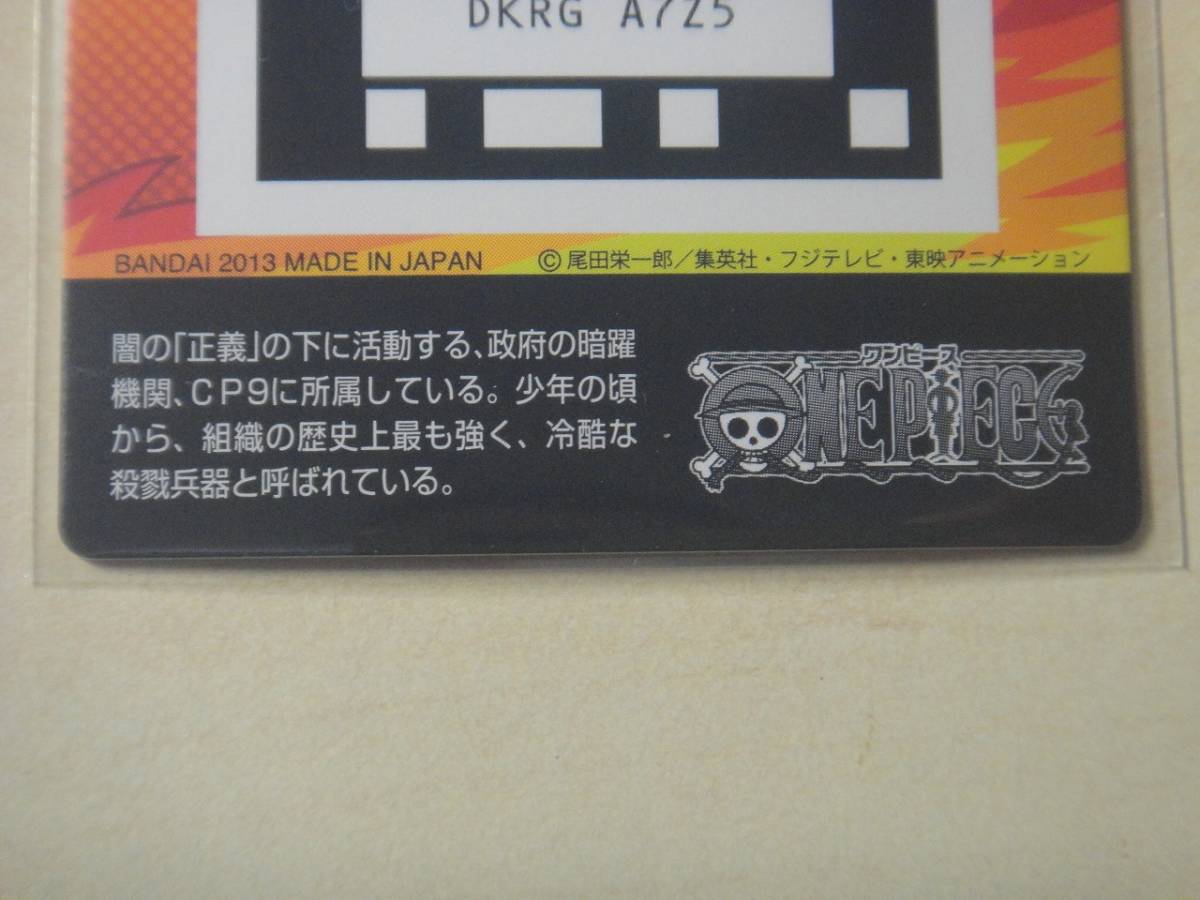 DKRG A7Z5
BANDAI 2013 MADE IN JAPAN ©尾田栄一郎／集英社・フジテレビ・東映アニメーション
闇の｢正義｣の下に活動する、政府の暗躍
機関、CP9に所属している。少年の頃
から、組織の歴史上最も強く、冷酷な
殺戮兵器と呼ばれている。
ワンピース
ONE PIECE